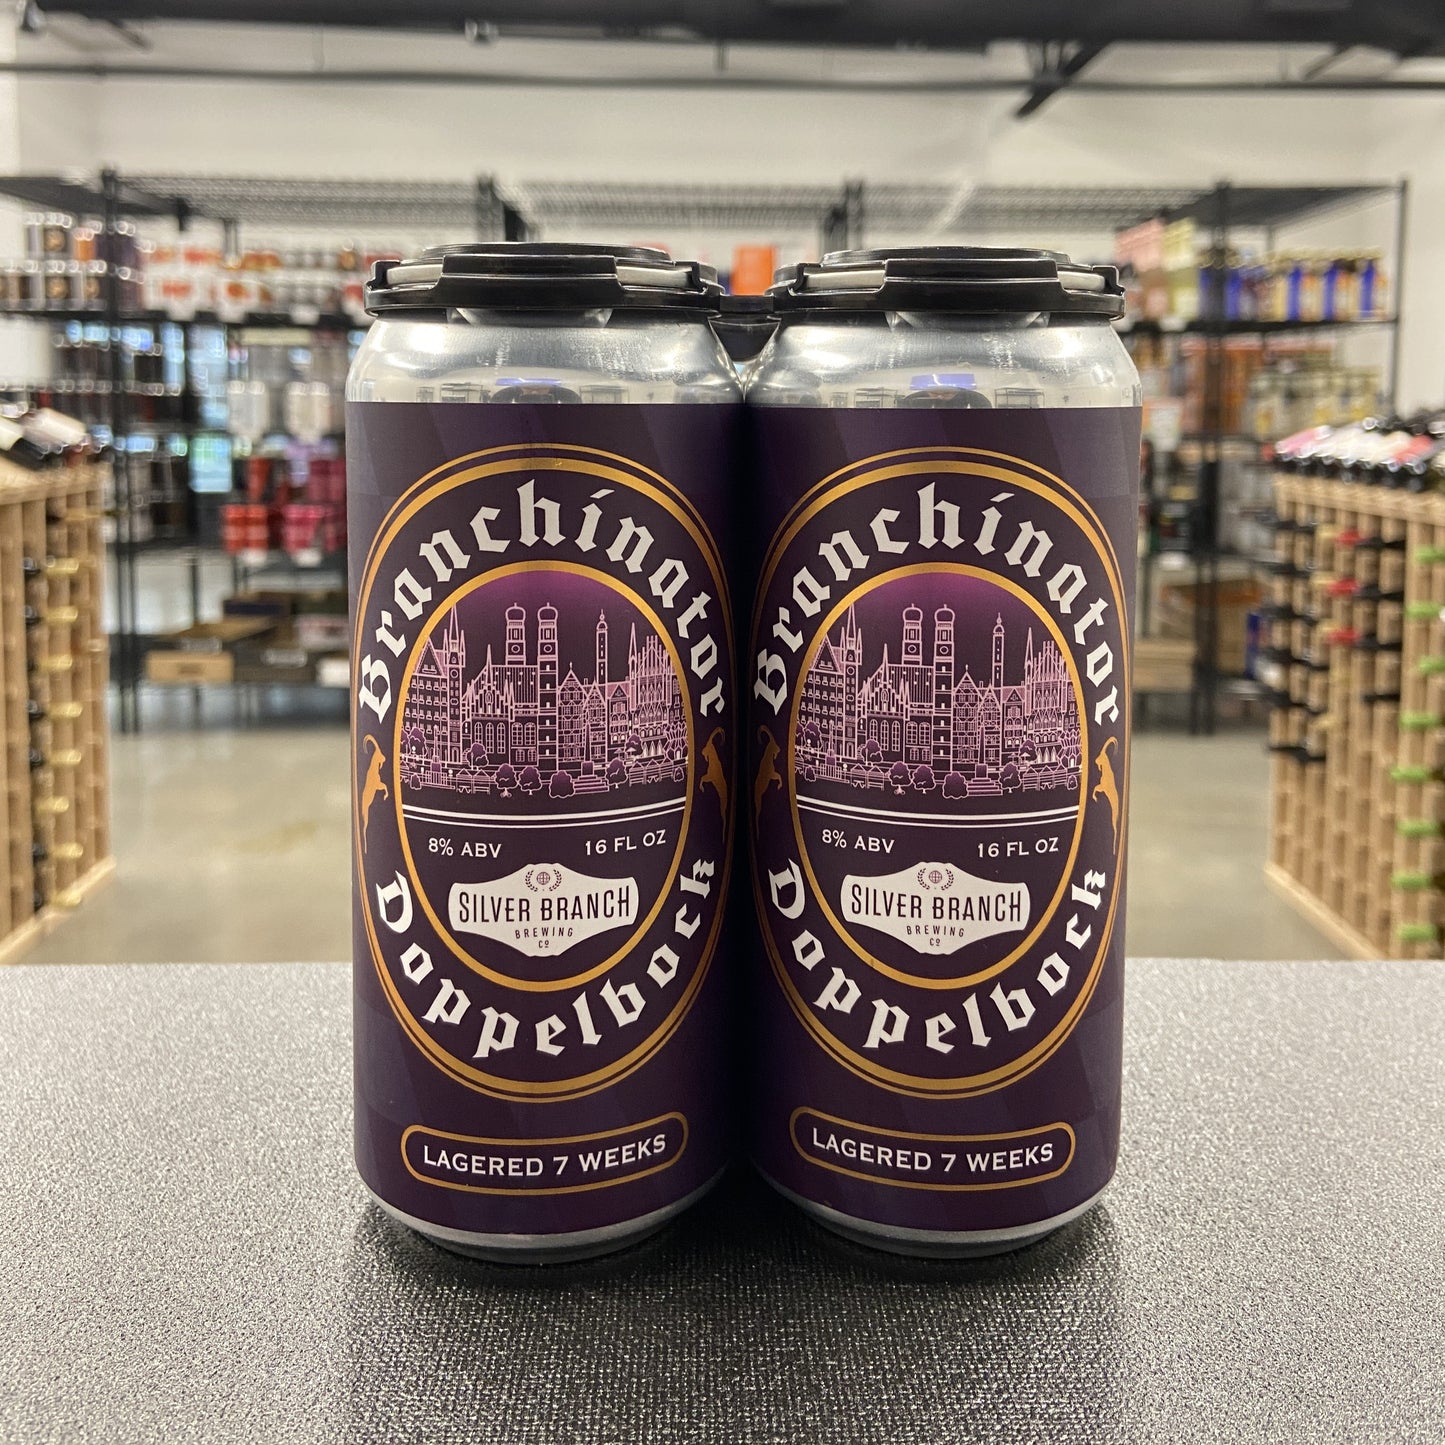 Branchinator
8% ABV 16 FL OZ
SILVER BRANCH
BREWING
CO
Doppelbock
LAGERED 7 WEEKS
Branchinator
8% ABV 16 FL OZ
SILVER BRANCH
BREWING
CO
Doppelbock
LAGERED 7 WEEKS